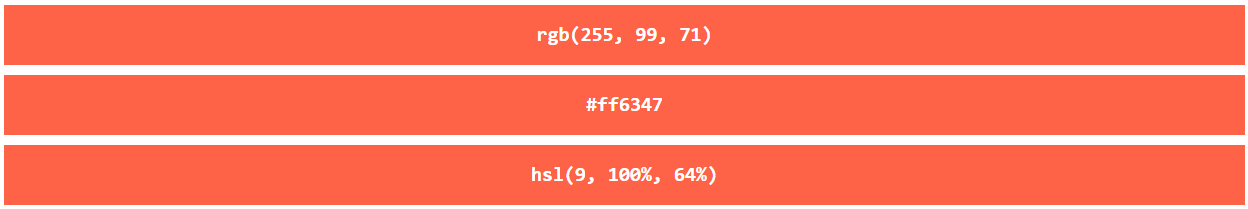 rgb(255, 99, 71)
#ff6347
hsl(9, 100%, 64%)